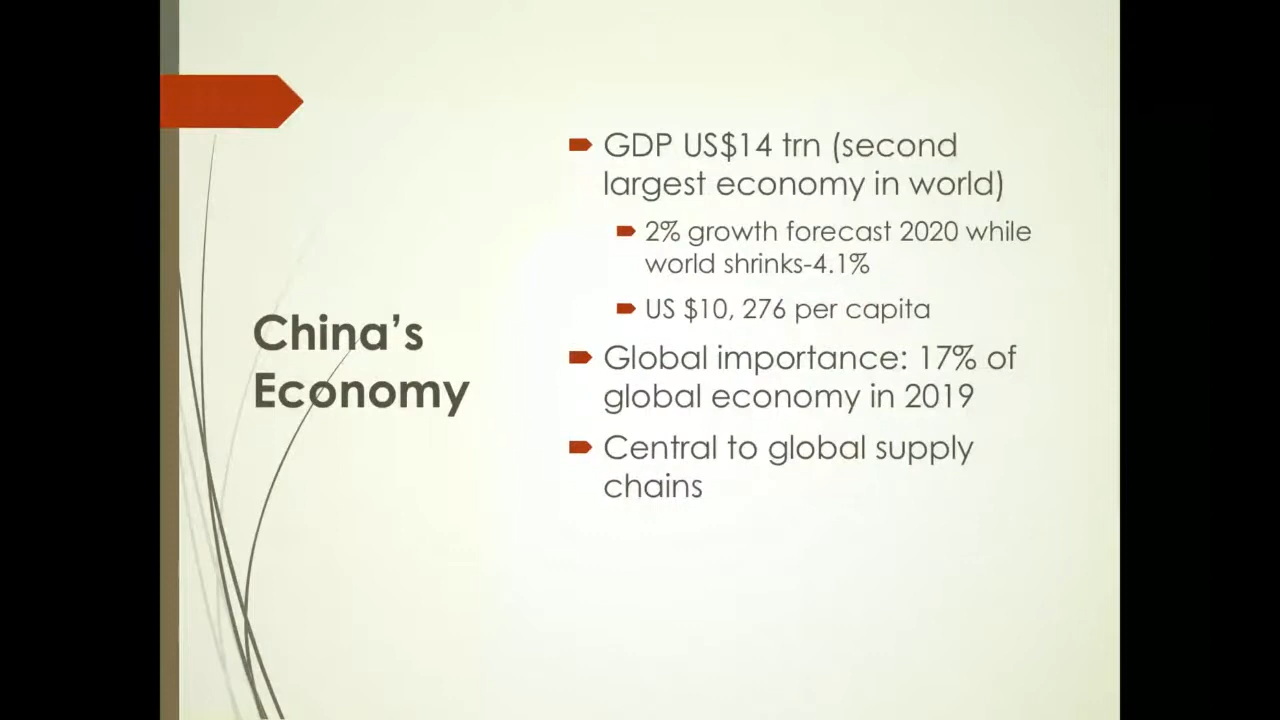 China's
Economy
GDP US$14 trn (second
largest economy in world)
2% growth forecast 2020 while
world shrinks-4.1%
US $10, 276 per capita
Global importance: 17% of
global economy in 2019
Central to global supply
chains